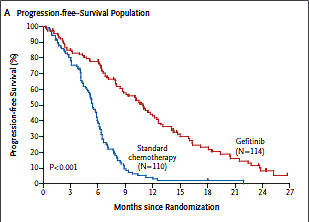 A Progression-free–Survival Population
Progression-free Survival (%)
100
90
80
70
60
50
40
30
20
10
0
P<0.001
Standard
chemotherapy
(N=110)
Gefitinib
(N=114)
0 3 6 9 12 15 18 21 24 27
Months since Randomization